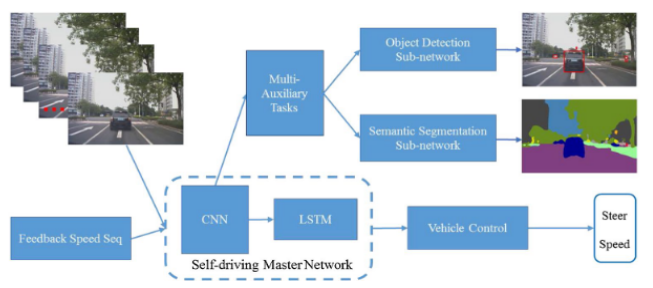 Multi-
Auxiliary
Tasks
Object Detection
Sub-network
Semantic Segmentation
Sub-network
Feedback Speed Seq
CNN
LSTM
Self-driving Master Network
Vehicle Control
Steer
Speed